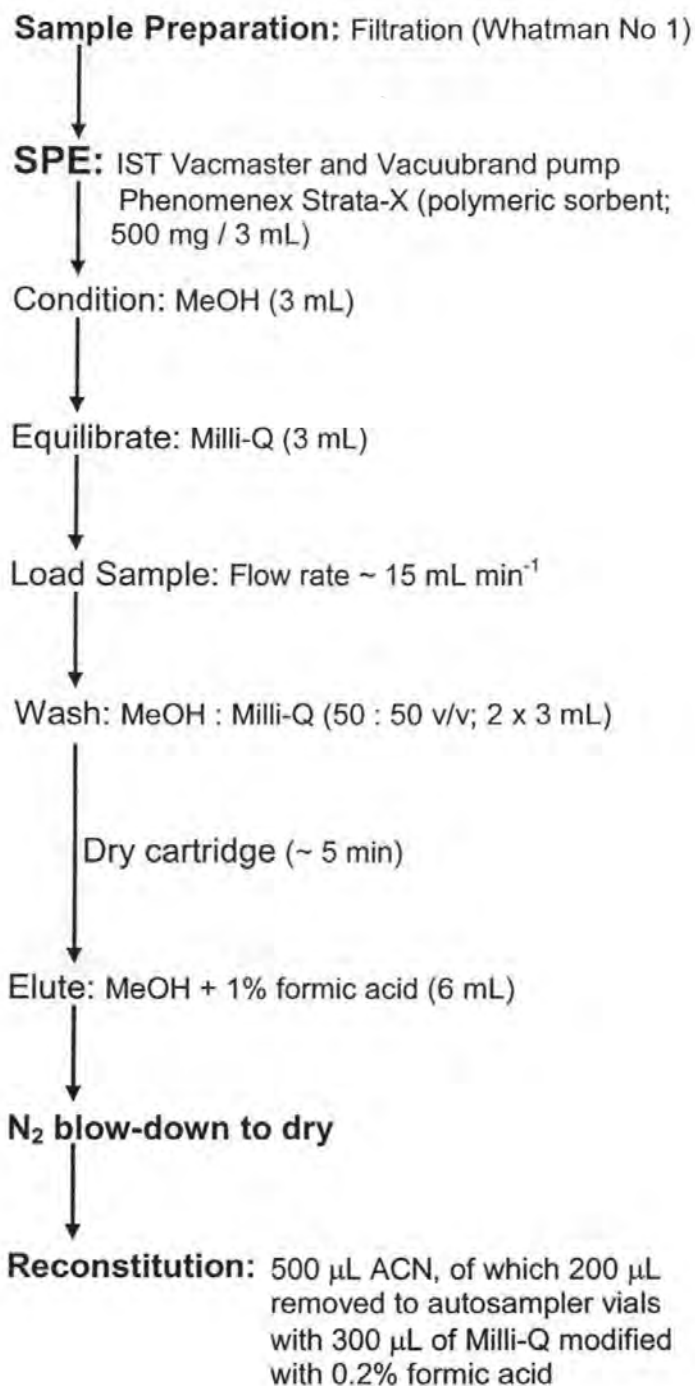 Sample Preparation: Filtration (Whatman No 1)
SPE: IST Vacmaster and Vacuubrand pump
Phenomenex Strata-X (polymeric sorbent;
500 mg / 3 mL)
Condition: MeOH (3 mL)
Equilibrate: Milli-Q (3 mL)
Load Sample: Flow rate ~ 15 mL min⁻¹
Wash: MeOH : Milli-Q (50 : 50 v/v; 2 x 3 mL)
Dry cartridge (~ 5 min)
Elute: MeOH + 1% formic acid (6 mL)
N₂ blow-down to dry
Reconstitution: 500 μL ACN, of which 200 μL
removed to autosampler vials
with 300 μL of Milli-Q modified
with 0.2% formic acid